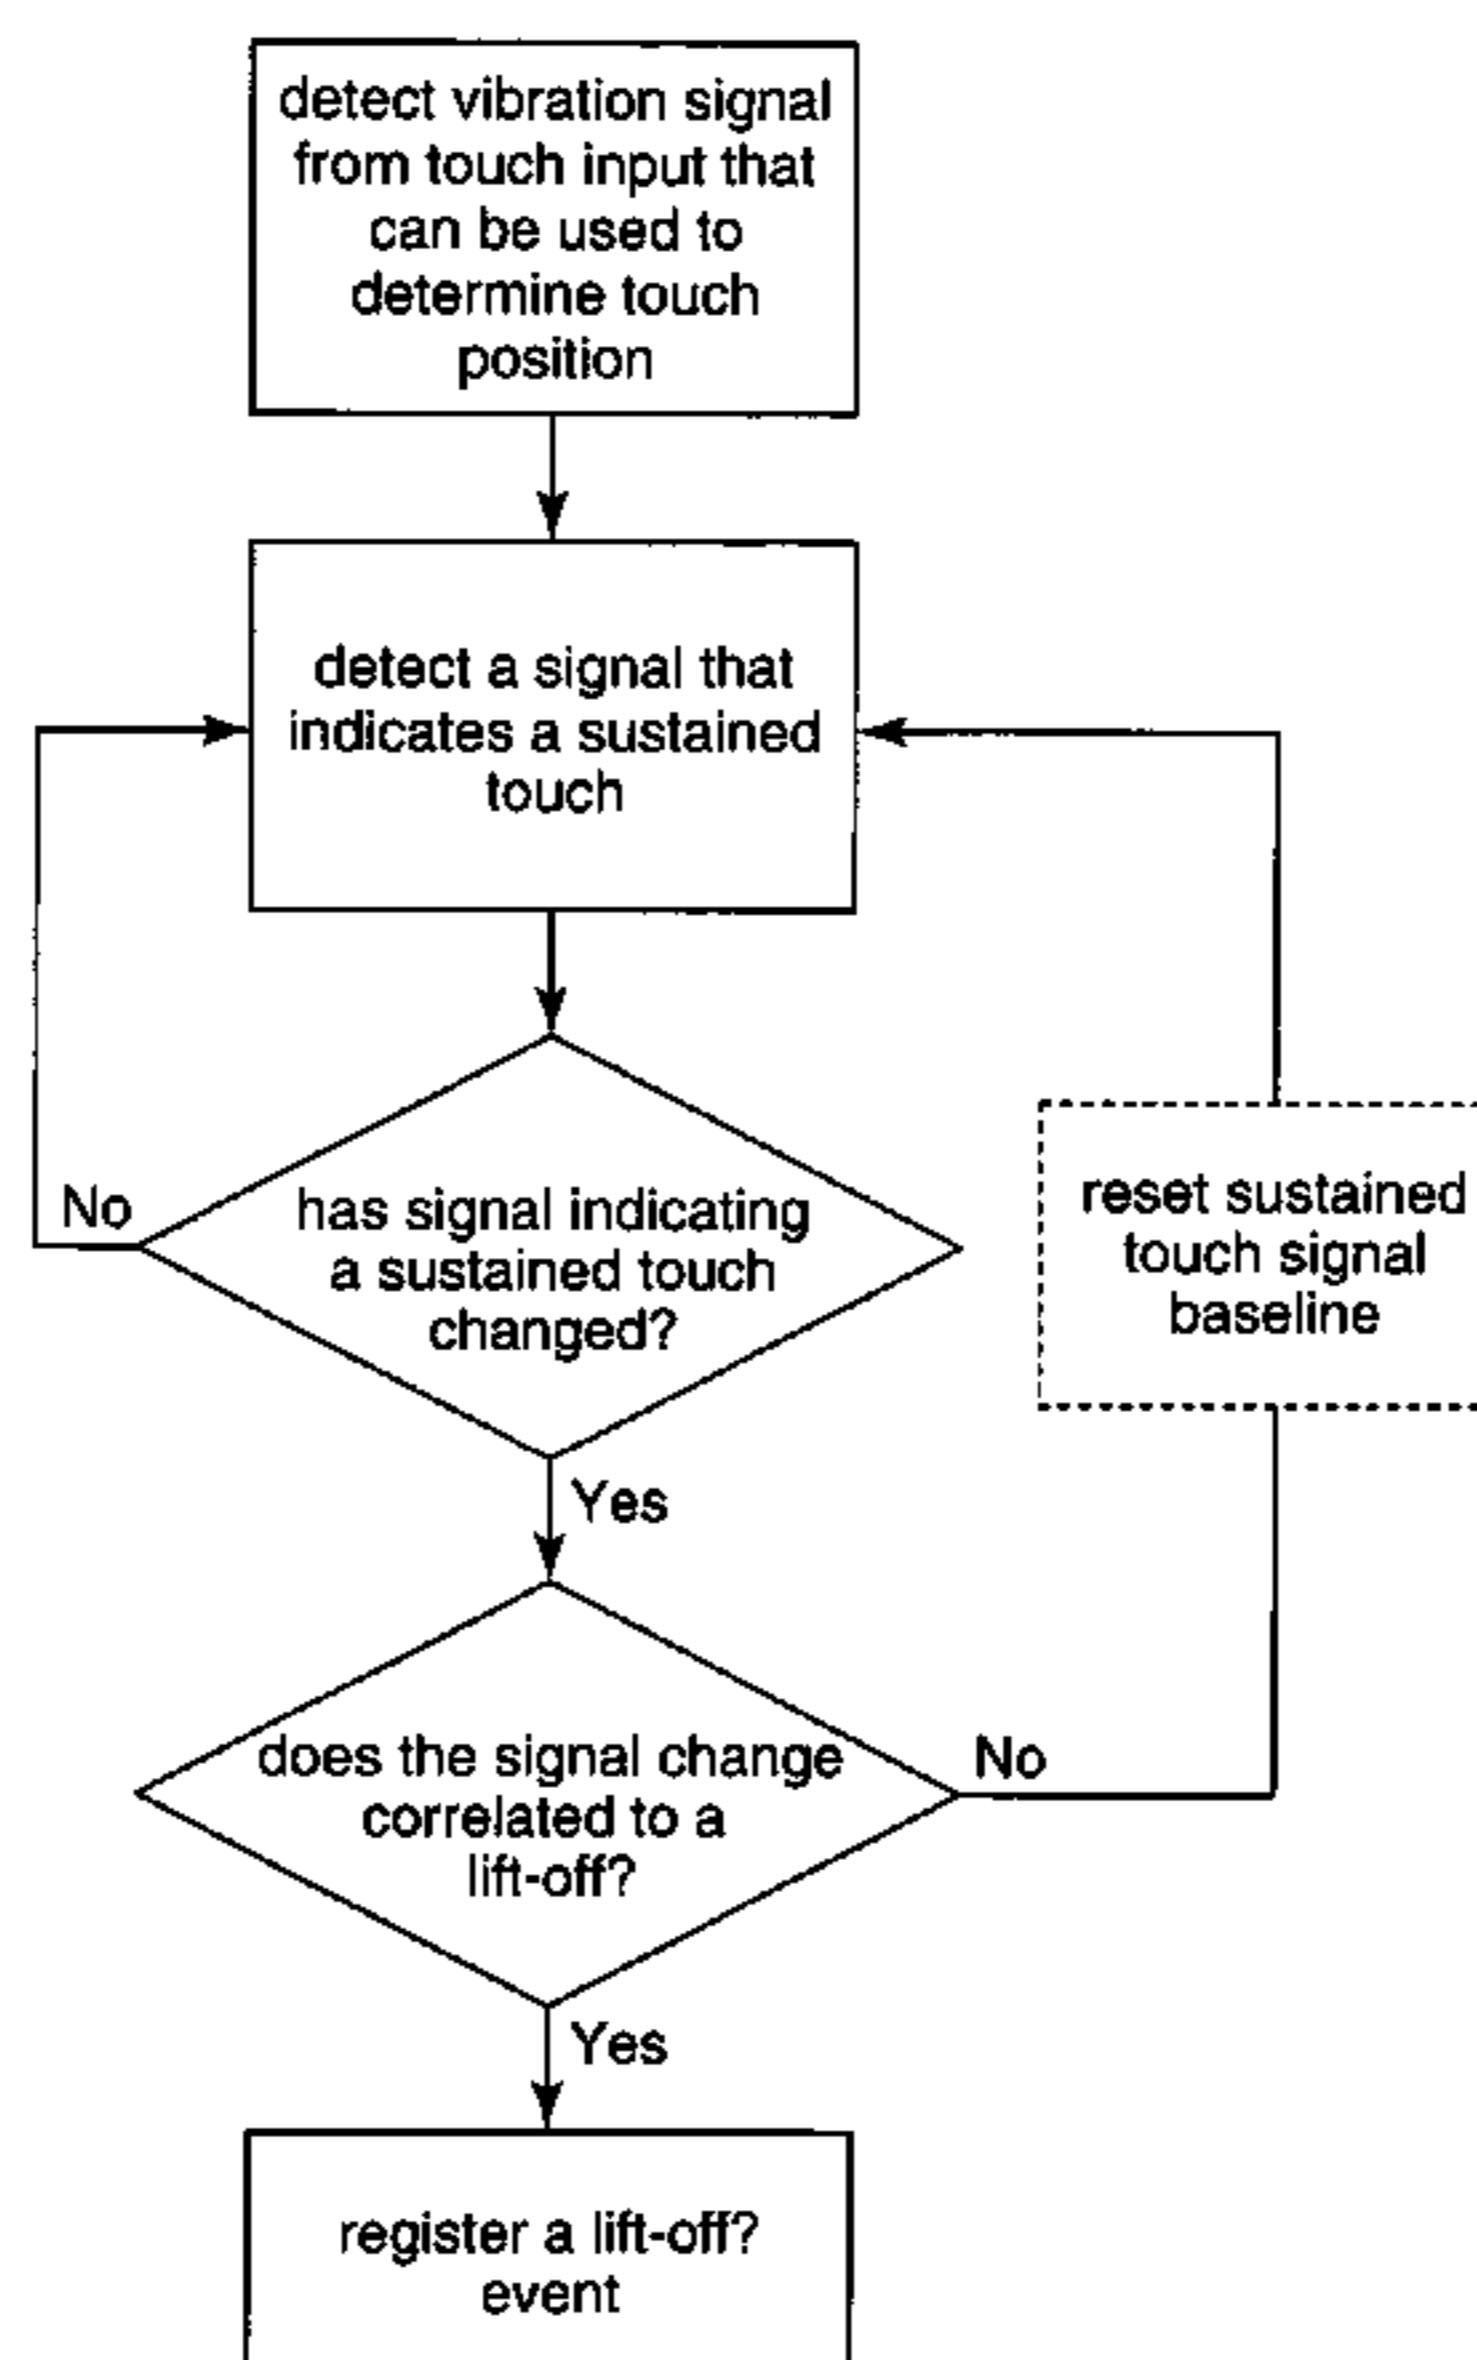 detect vibration signal
from touch input that
can be used to
determine touch
position
detect a signal that
indicates a sustained
touch
No
has signal indicating
a sustained touch
changed?
reset sustained
touch signal
baseline
Yes
does the signal change
correlated to a
lift-off?
No
Yes
register a lift-off?
event